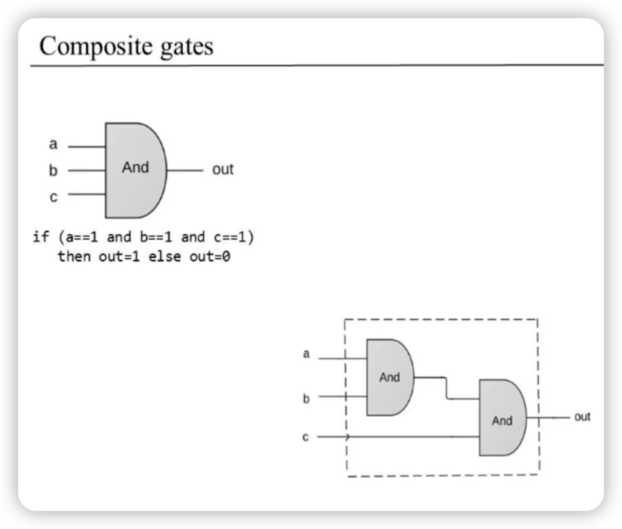 Composite gates
a
b
c
And
out
if (a==1 and b==1 and c==1)
then out=1 else out=0
a
b
c
And
And
out